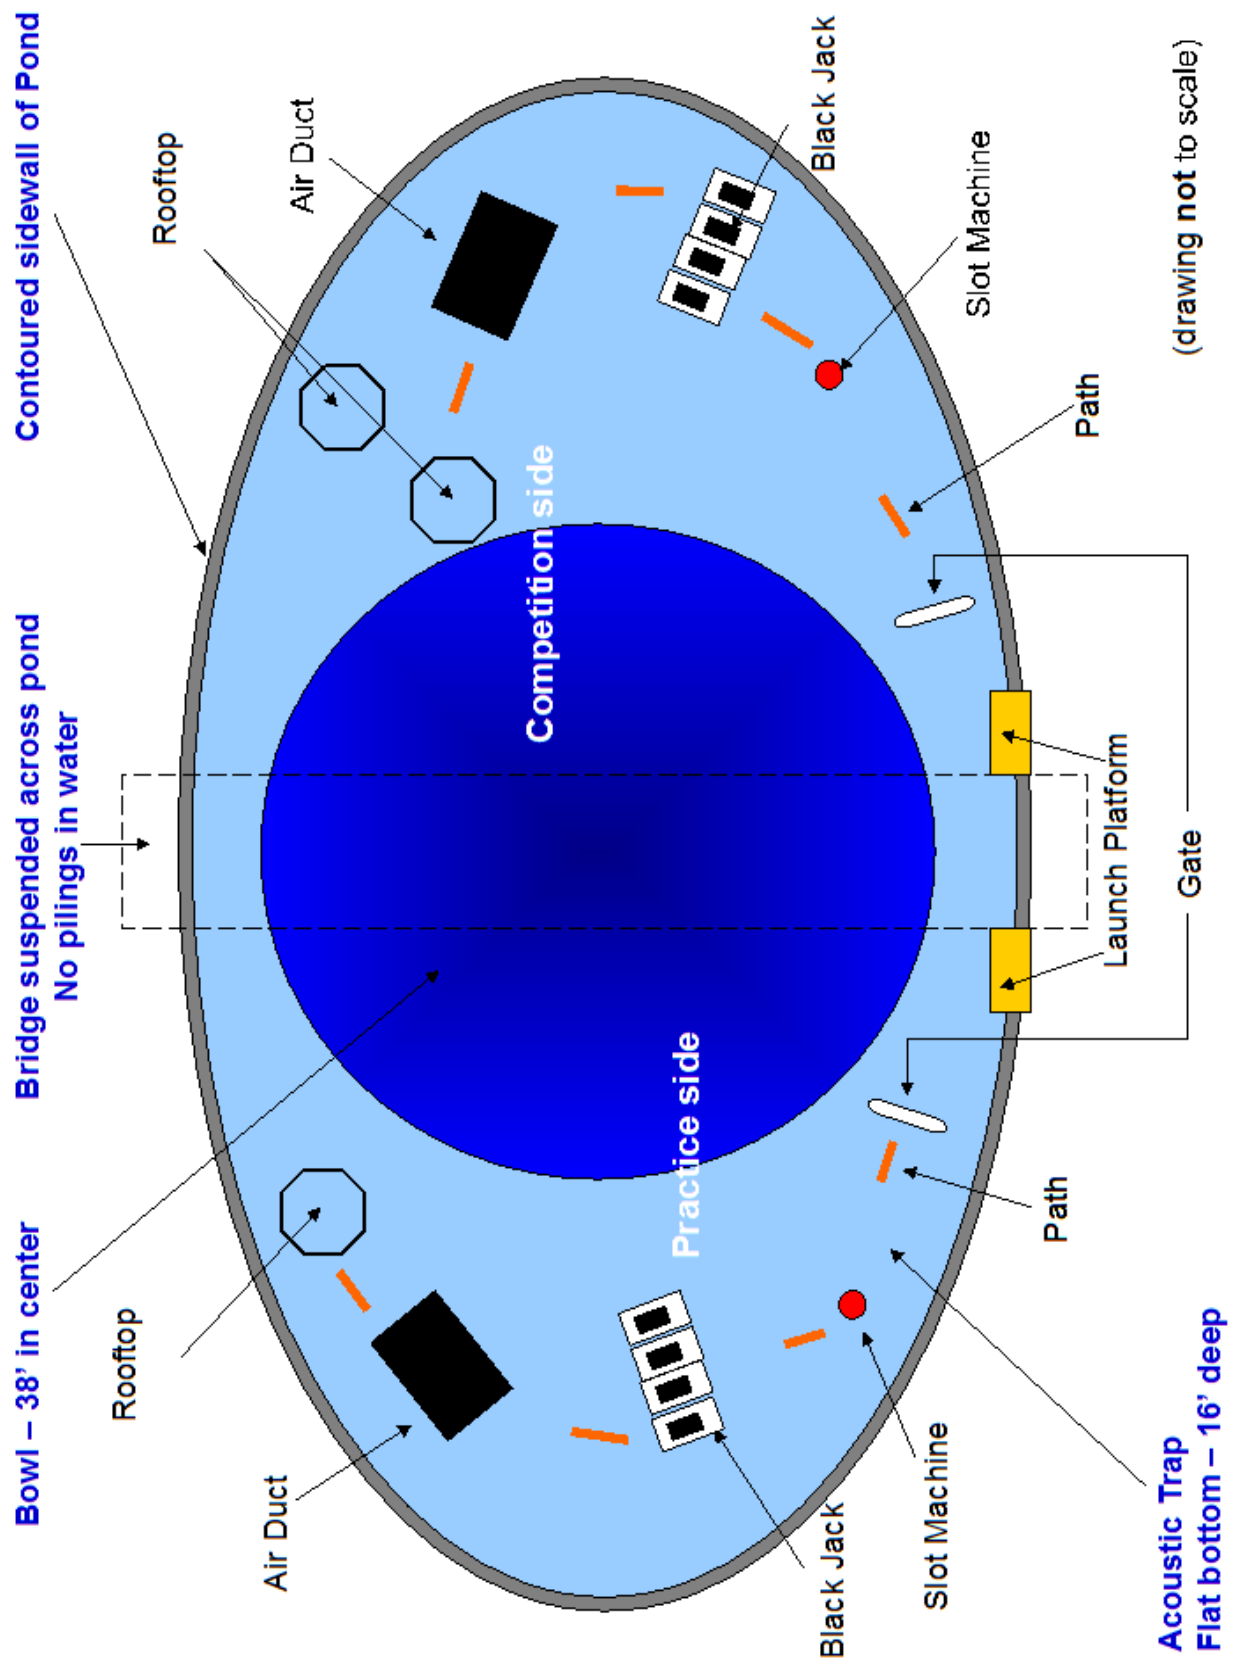 Bowl – 38’ in center
Bridge suspended across pond
No pilings in water
Contoured sidewall of Pond
Rooftop
Rooftop
Air Duct
Air Duct
Competition side
Practice side
Black Jack
Black Jack
Slot Machine
Slot Machine
Path
Path
Launch Platform
Gate
Acoustic Trap
Flat bottom – 16’ deep
(drawing not to scale)